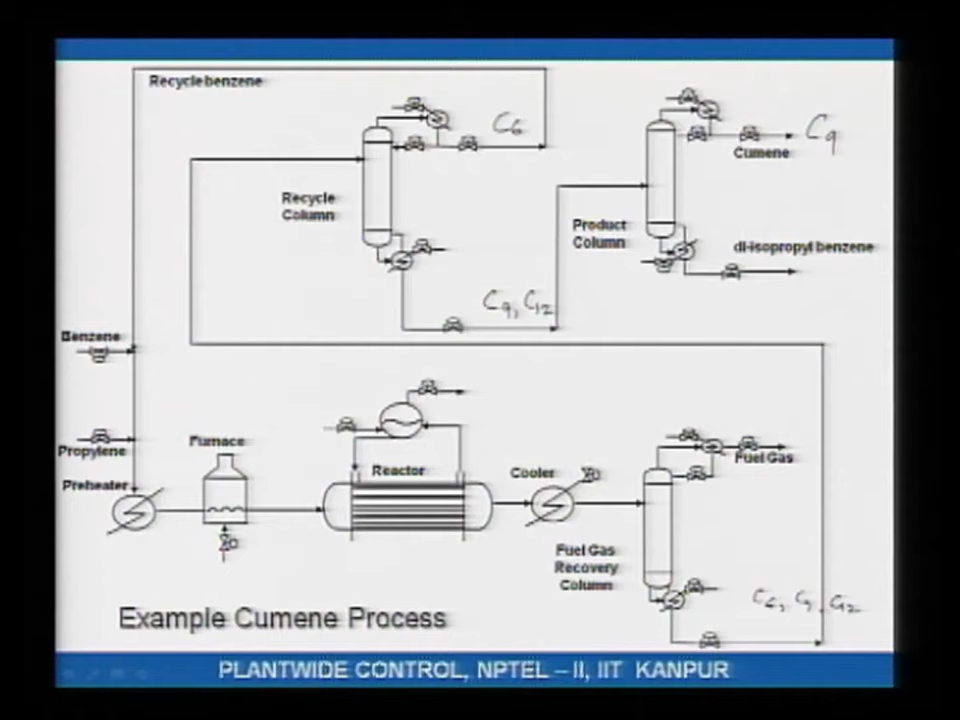 Recycle benzene
C6
C9
Cumene
Recycle
Column
Product
Column
di-isopropyl benzene
C9, C12
Benzene
Propylene
Furnace
Preheater
Reactor
Cooler
Fuel Gas
Fuel Gas
Recovery
Column
C6, C9, C12
Example Cumene Process
PLANTWIDE CONTROL, NPTEL – II, IIT KANPUR